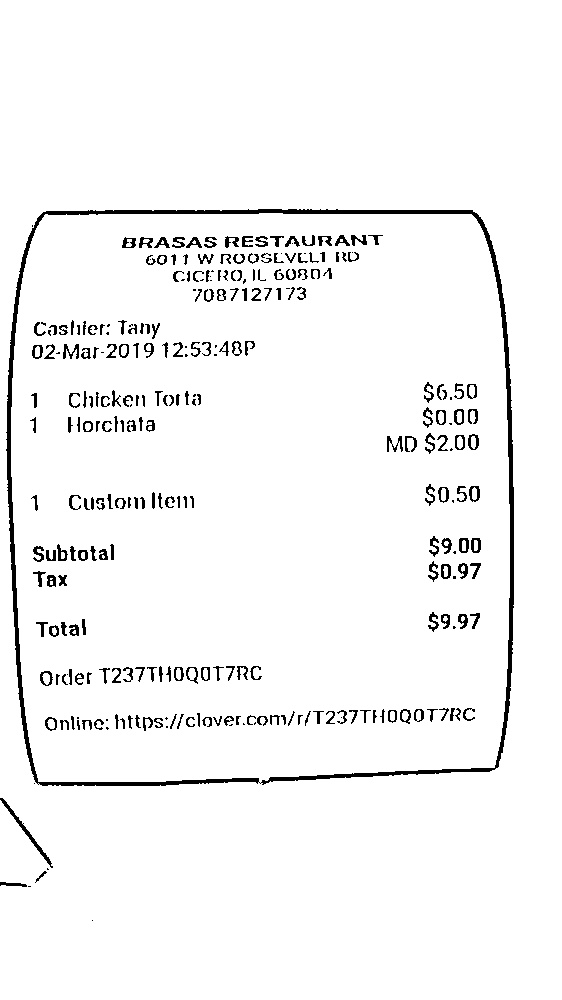 BRASAS RESTAURANT
6011 W ROOSEVELT RD
CICERO, IL 60804
7087127173
Cashier: Tany
02-Mar-2019 12:53:48P
1 Chicken Torta $6.50
1 Horchata $0.00
MD $2.00
1 Custom Item $0.50
Subtotal $9.00
Tax $0.97
Total $9.97
Order T237TH0Q0T7RC
Online: https://clover.com/r/T237TH0Q0T7RC